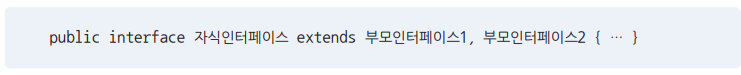 public interface 자식인터페이스 extends 부모인터페이스1, 부모인터페이스2 { … }